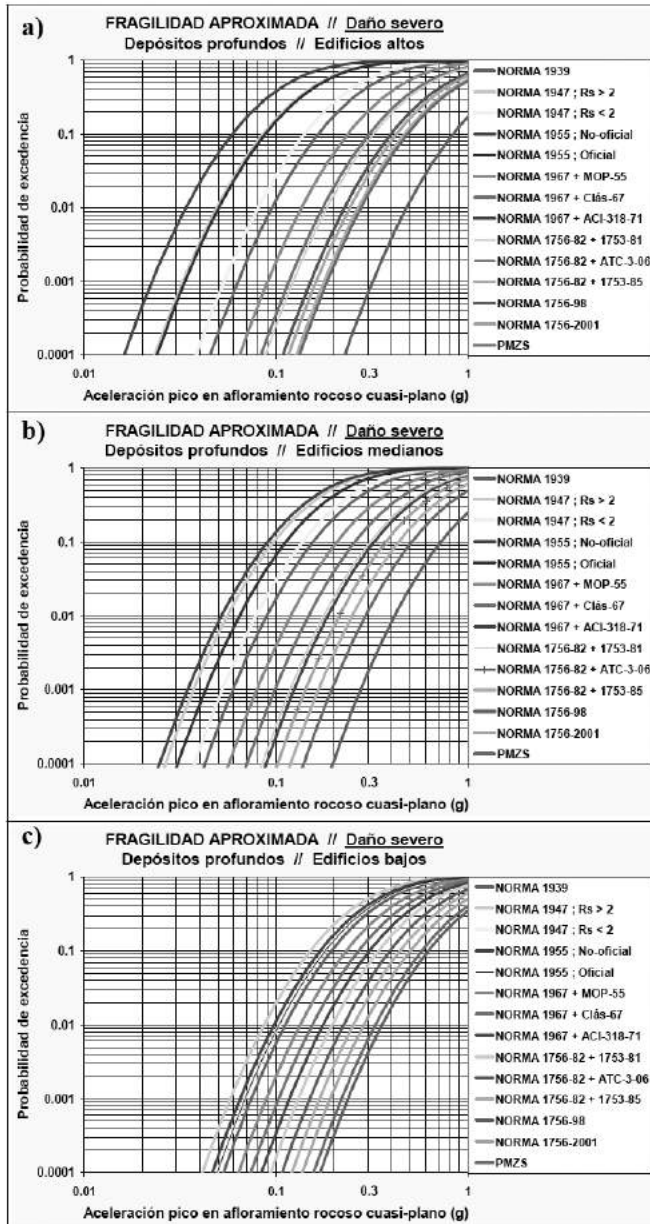 a)
FRAGILIDAD APROXIMADA // Daño severo
Depósitos profundos // Edificios altos
Probabilidad de excedencia
1
0.1
0.01
0.001
0.0001
0.01
0.1
0.3
1
Aceleración pico en afloramiento rocoso cuasi-plano (g)
NORMA 1939
NORMA 1947 ; Rs > 2
NORMA 1947 ; Rs < 2
NORMA 1955 ; No-oficial
NORMA 1955 ; Oficial
NORMA 1967 + MOP-55
NORMA 1967 + Clás-67
NORMA 1967 + ACI-318-71
NORMA 1756-82 + 1753-81
NORMA 1756-82 + ATC-3-06
NORMA 1756-82 + 1753-85
NORMA 1756-98
NORMA 1756-2001
PMZS
b)
FRAGILIDAD APROXIMADA // Daño severo
Depósitos profundos // Edificios medianos
Probabilidad de excedencia
1
0.1
0.01
0.001
0.0001
0.01
0.1
0.3
1
Aceleración pico en afloramiento rocoso cuasi-plano (g)
NORMA 1939
NORMA 1947 ; Rs > 2
NORMA 1947 ; Rs < 2
NORMA 1955 ; No-oficial
NORMA 1955 ; Oficial
NORMA 1967 + MOP-55
NORMA 1967 + Clás-67
NORMA 1967 + ACI-318-71
NORMA 1756-82 + 1753-81
NORMA 1756-82 + ATC-3-06
NORMA 1756-82 + 1753-85
NORMA 1756-98
NORMA 1756-2001
PMZS
c)
FRAGILIDAD APROXIMADA // Daño severo
Depósitos profundos // Edificios bajos
Probabilidad de excedencia
1
0.1
0.01
0.001
0.0001
0.01
0.1
0.3
1
Aceleración pico en afloramiento rocoso cuasi-plano (g)
NORMA 1939
NORMA 1947 ; Rs > 2
NORMA 1947 ; Rs < 2
NORMA 1955 ; No-oficial
NORMA 1955 ; Oficial
NORMA 1967 + MOP-55
NORMA 1967 + Clás-67
NORMA 1967 + ACI-318-71
NORMA 1756-82 + 1753-81
NORMA 1756-82 + ATC-3-06
NORMA 1756-82 + 1753-85
NORMA 1756-98
NORMA 1756-2001
PMZS